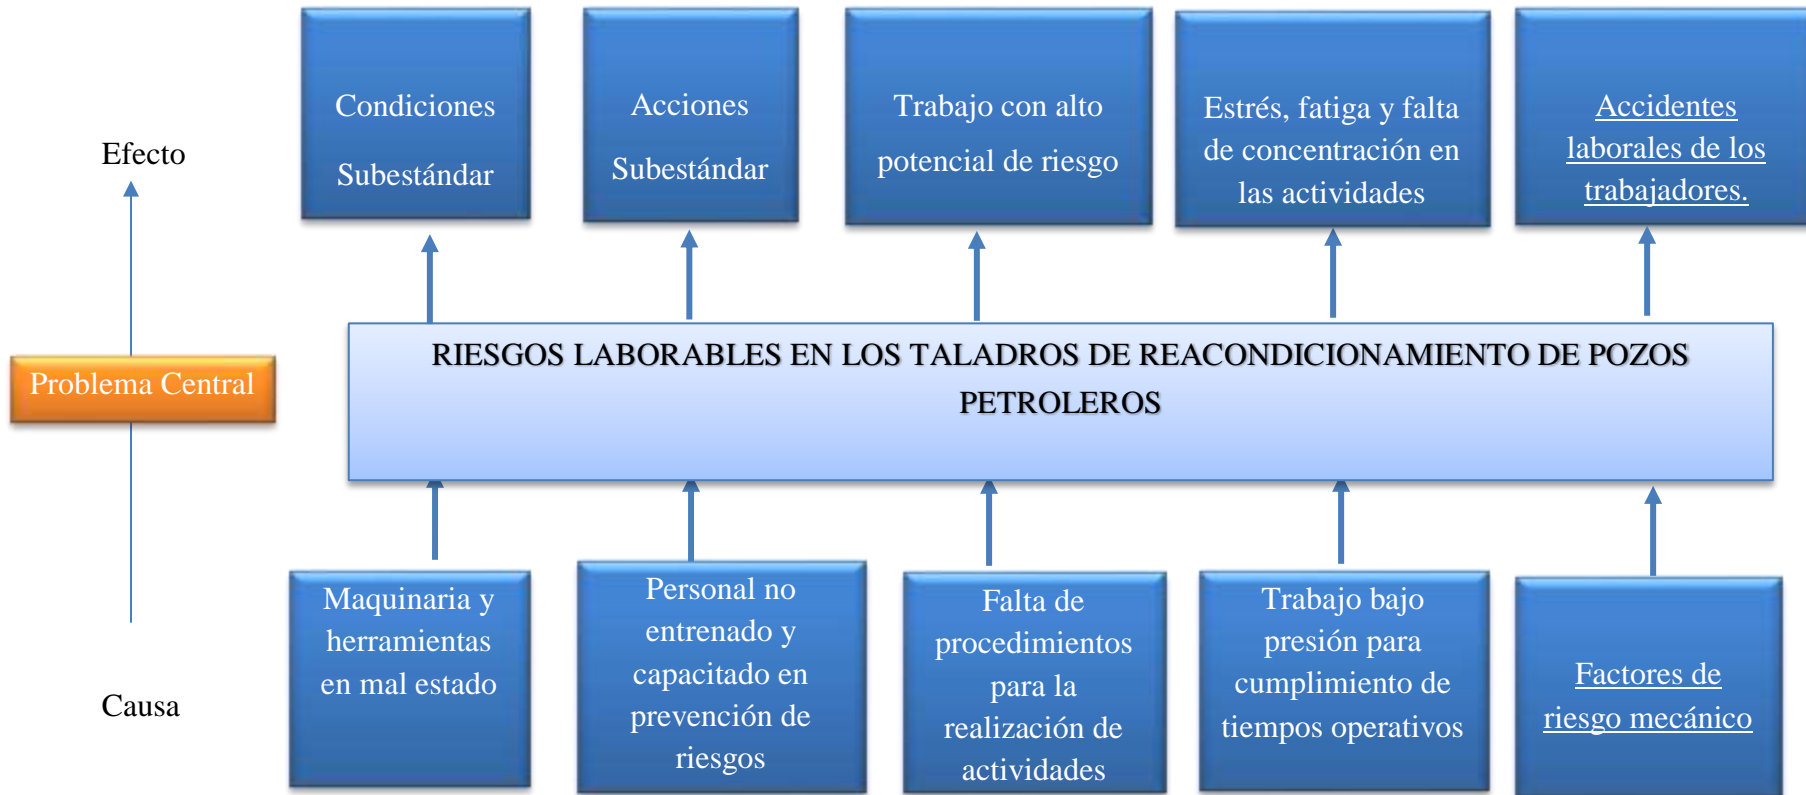 Condiciones
Subestándar
Acciones
Subestándar
Trabajo con alto
potencial de riesgo
Estrés, fatiga y falta
de concentración en
las actividades
Accidentes
laborales de los
trabajadores.
Efecto
Problema Central
RIESGOS LABORABLES EN LOS TALADROS DE REACONDICIONAMIENTO DE POZOS
PETROLEROS
Causa
Maquinaria y
herramientas
en mal estado
Personal no
entrenado y
capacitado en
prevención de
riesgos
Falta de
procedimientos
para la
realización de
actividades
Trabajo bajo
presión para
cumplimiento de
tiempos operativos
Factores de
riesgo mecánico